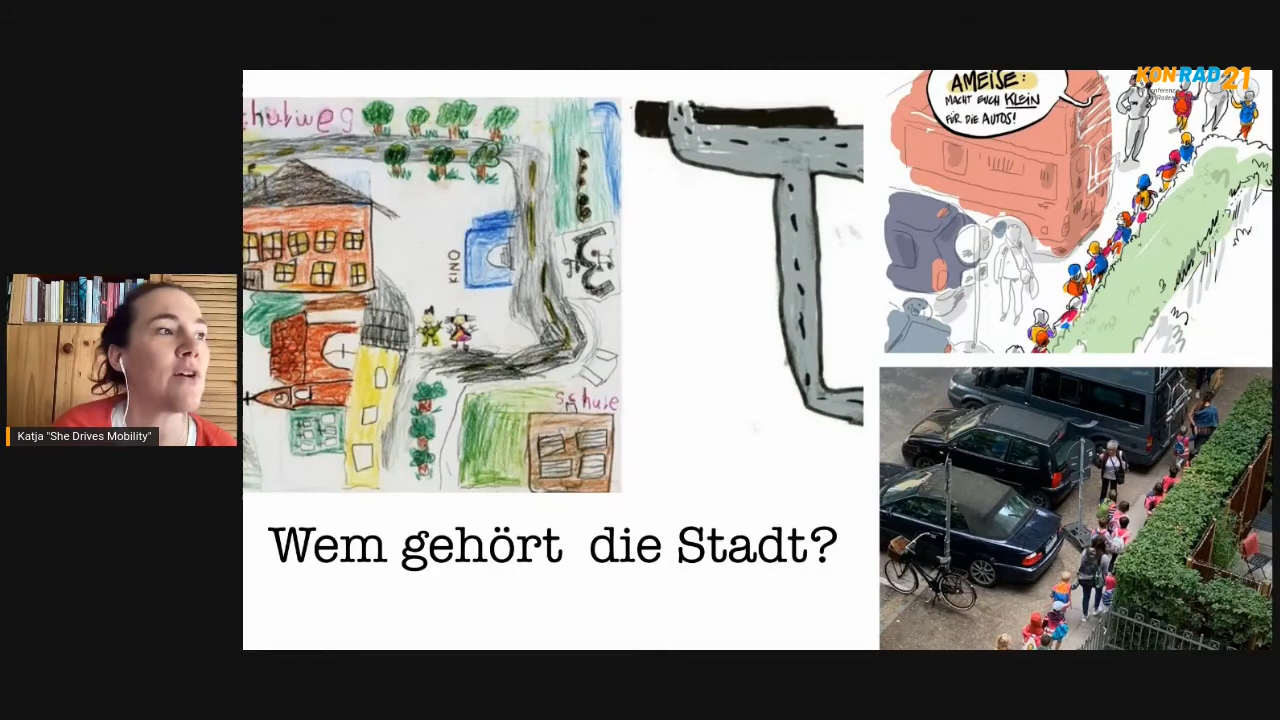 Schulweg
KINO
Schule
Wem gehört die Stadt?
AMEISE:
MACHT EUCH KLEIN
FÜR DIE AUTOS!
KONRAD21
Katja "She Drives Mobility"